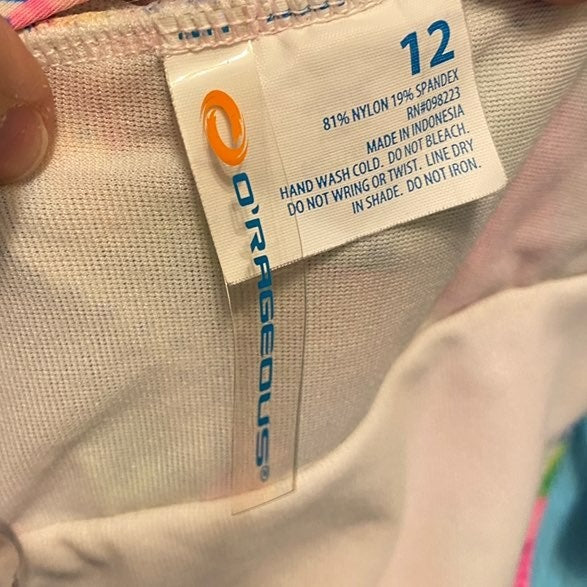 12
81% NYLON 19% SPANDEX
RN#098223
MADE IN INDONESIA
HAND WASH COLD. DO NOT BLEACH.
DO NOT WRING OR TWIST. LINE DRY
IN SHADE. DO NOT IRON.
O'RAGEOUS®